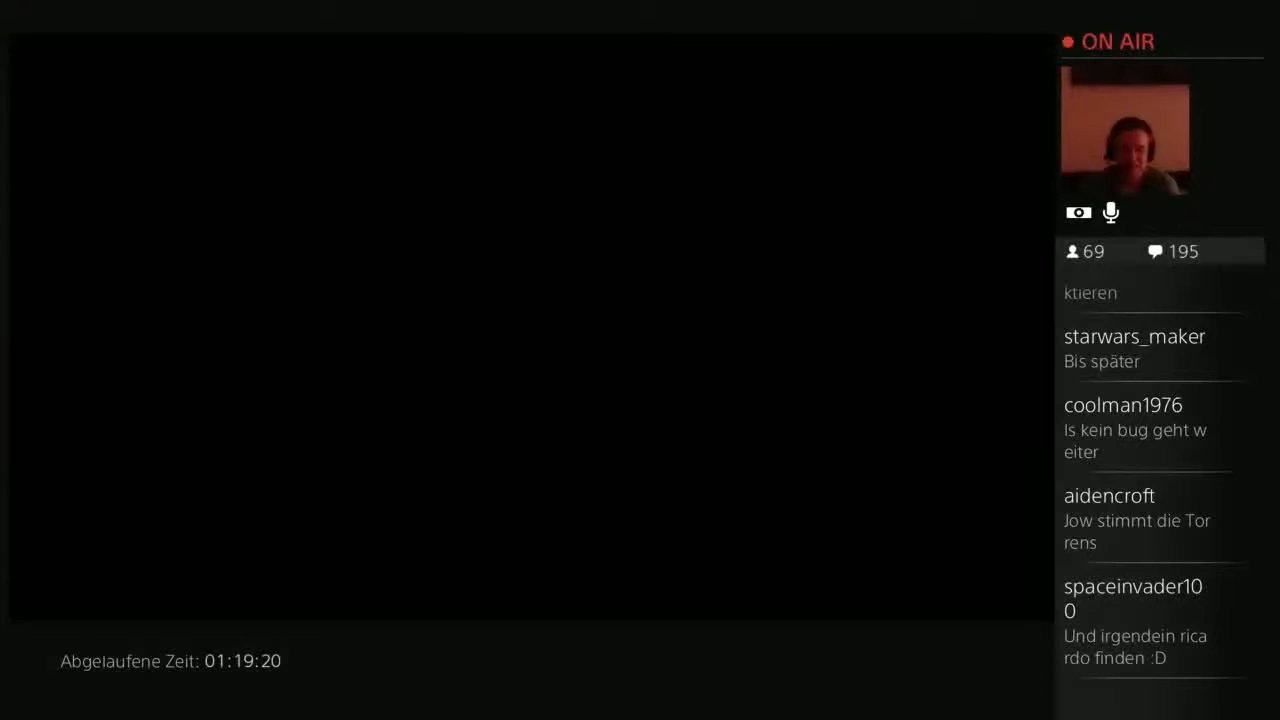 ON AIR
69 195
ktieren
starwars_maker
Bis später
coolman1976
Is kein bug geht w
eiter
aidencroft
Jow stimmt die Tor
rens
spaceinvader10
0
Und irgendein rica
rdo finden :D
Abgelaufene Zeit: 01:19:20